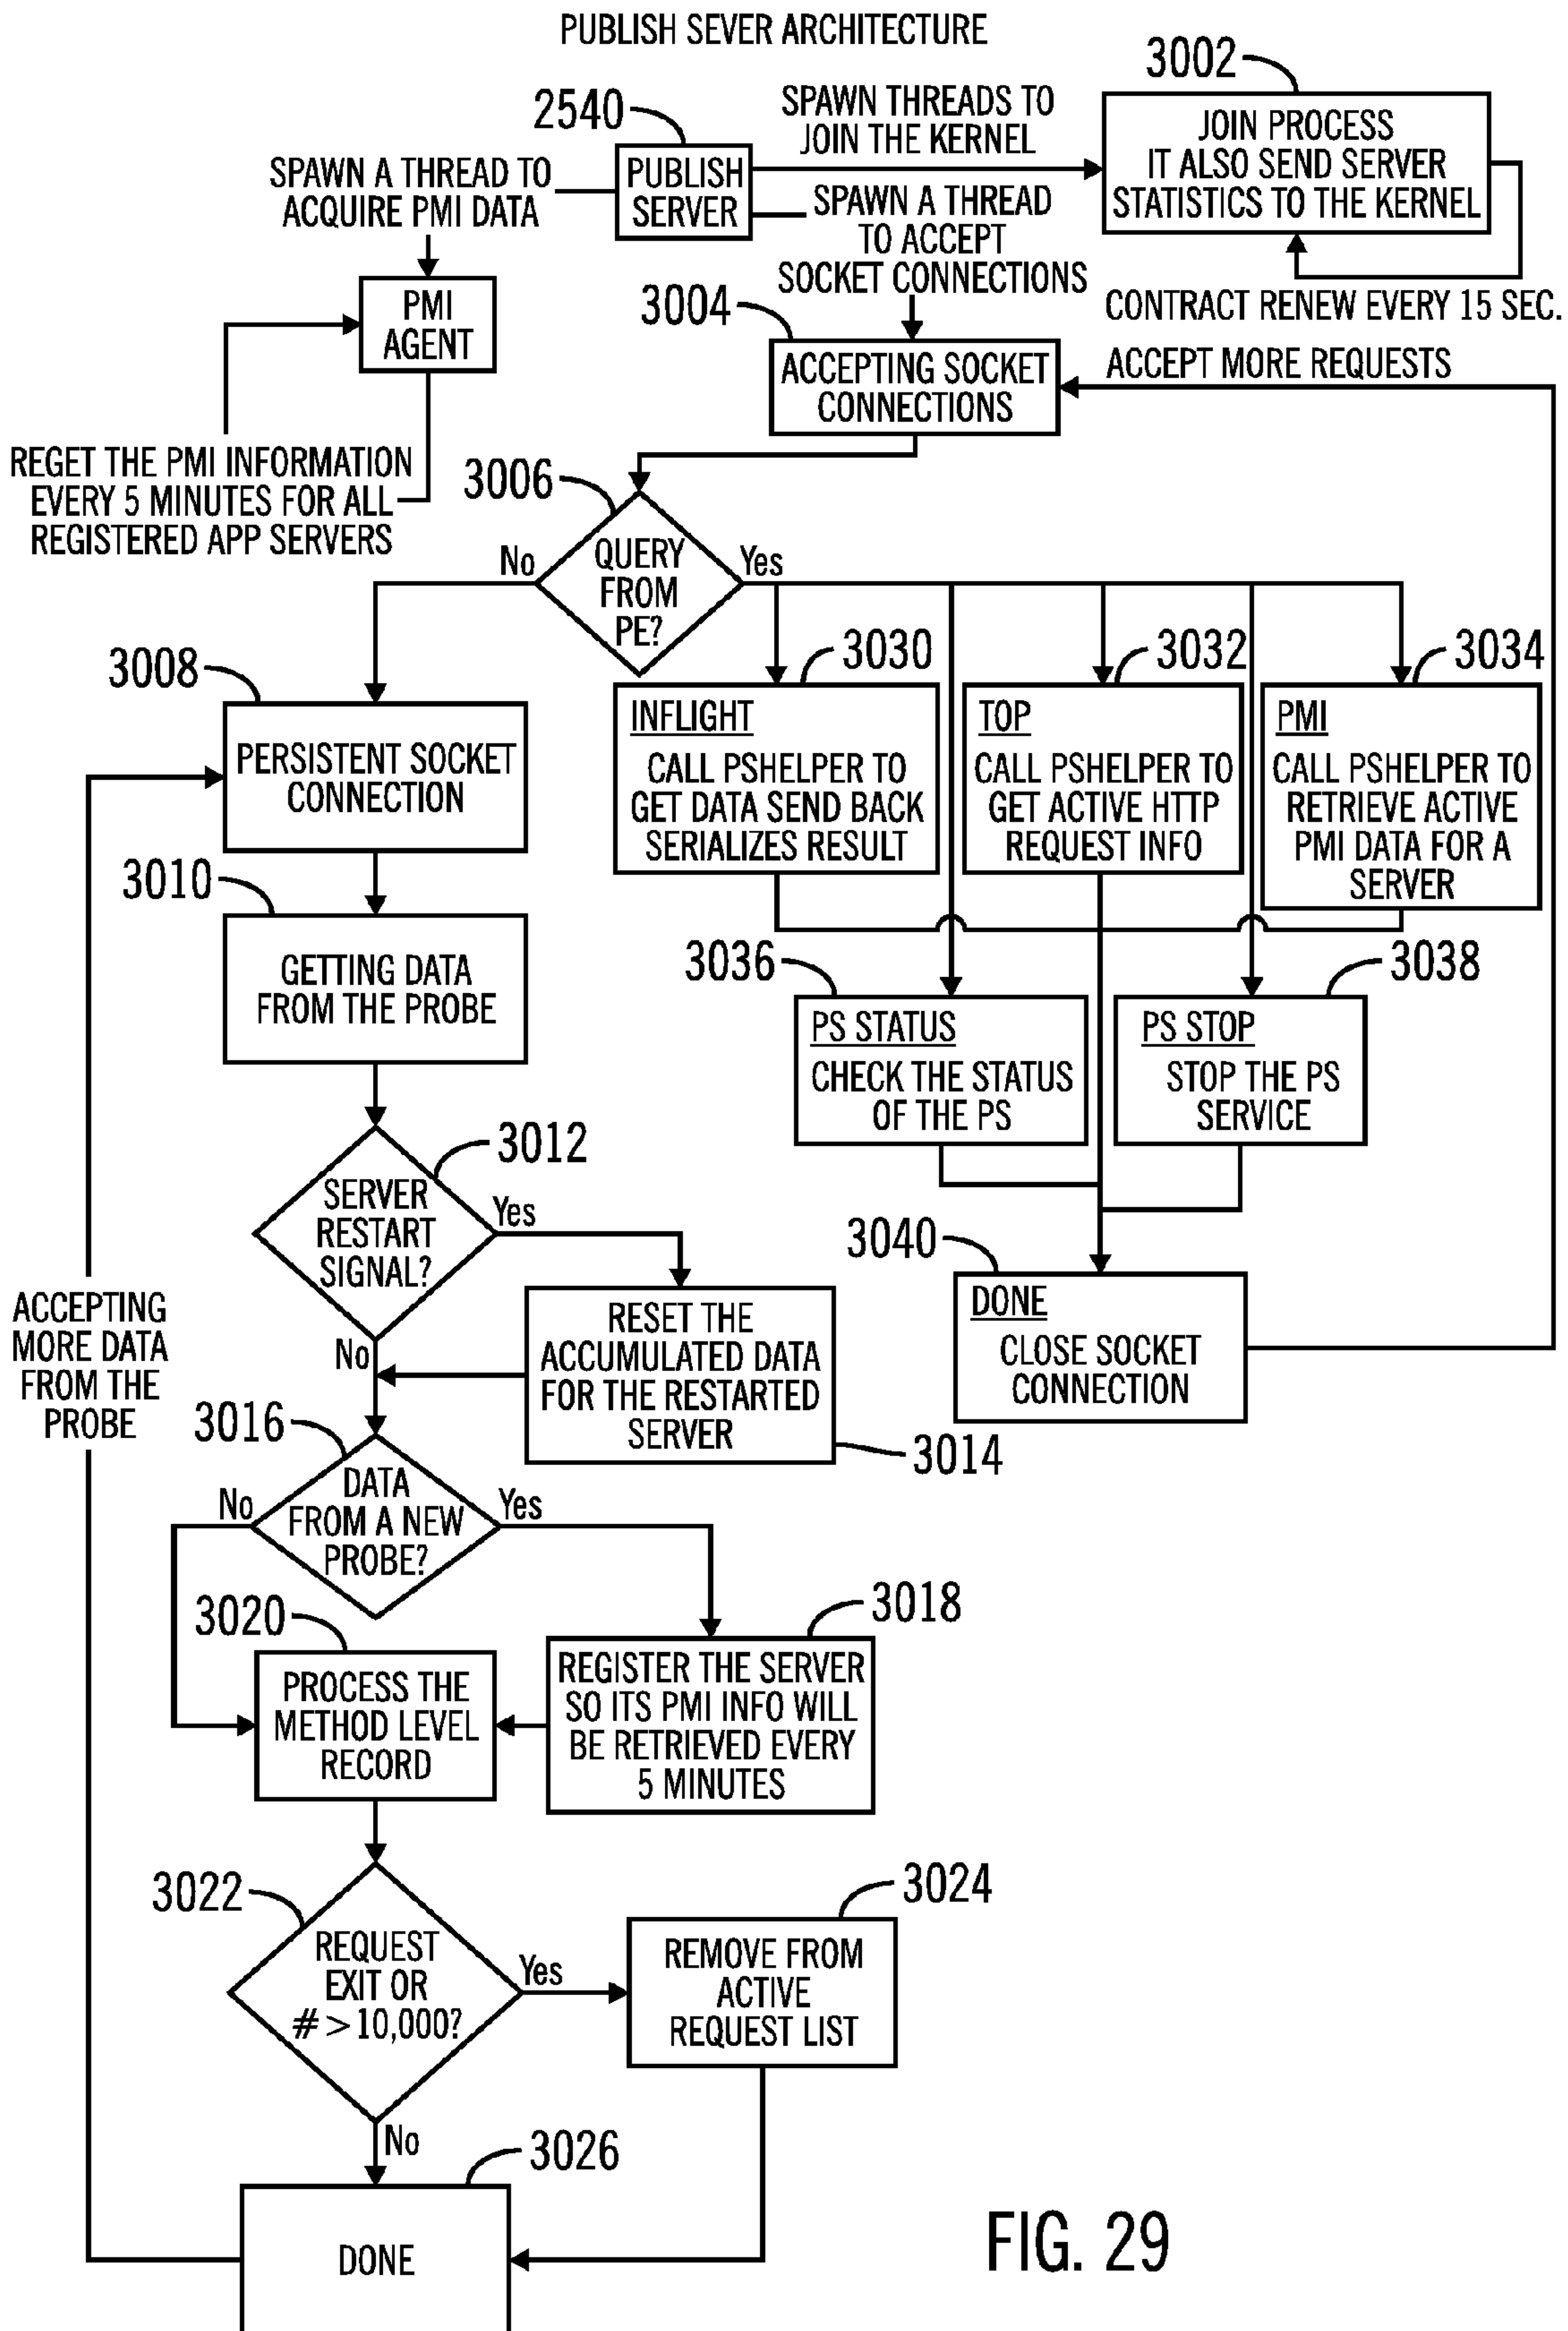 PUBLISH SEVER ARCHITECTURE
3002
2540
SPAWN THREADS TO
JOIN THE KERNEL
JOIN PROCESS
IT ALSO SEND SERVER
STATISTICS TO THE KERNEL
SPAWN A THREAD TO
ACQUIRE PMI DATA
PUBLISH
SERVER
SPAWN A THREAD
TO ACCEPT
SOCKET CONNECTIONS
CONTRACT RENEW EVERY 15 SEC.
PMI
AGENT
3004
ACCEPTING SOCKET
CONNECTIONS
ACCEPT MORE REQUESTS
REGET THE PMI INFORMATION
EVERY 5 MINUTES FOR ALL
REGISTERED APP SERVERS
3006
QUERY
FROM
PE?
No
Yes
3008
PERSISTENT SOCKET
CONNECTION
3030
INFLIGHT
CALL PSHELPER TO
GET DATA SEND BACK
SERIALIZES RESULT
3032
TOP
CALL PSHELPER TO
GET ACTIVE HTTP
REQUEST INFO
3034
PMI
CALL PSHELPER TO
RETRIEVE ACTIVE
PMI DATA FOR A
SERVER
3010
GETTING DATA
FROM THE PROBE
3036
PS STATUS
CHECK THE STATUS
OF THE PS
3038
PS STOP
STOP THE PS
SERVICE
3012
SERVER
RESTART
SIGNAL?
Yes
No
3040
DONE
CLOSE SOCKET
CONNECTION
RESET THE
ACCUMULATED DATA
FOR THE RESTARTED
SERVER
3014
ACCEPTING
MORE DATA
FROM THE
PROBE
3016
DATA
FROM A NEW
PROBE?
No
Yes
3018
REGISTER THE SERVER
SO ITS PMI INFO WILL
BE RETRIEVED EVERY
5 MINUTES
3020
PROCESS THE
METHOD LEVEL
RECORD
3022
REQUEST
EXIT OR
# > 10,000?
Yes
No
3024
REMOVE FROM
ACTIVE
REQUEST LIST
3026
DONE
FIG. 29